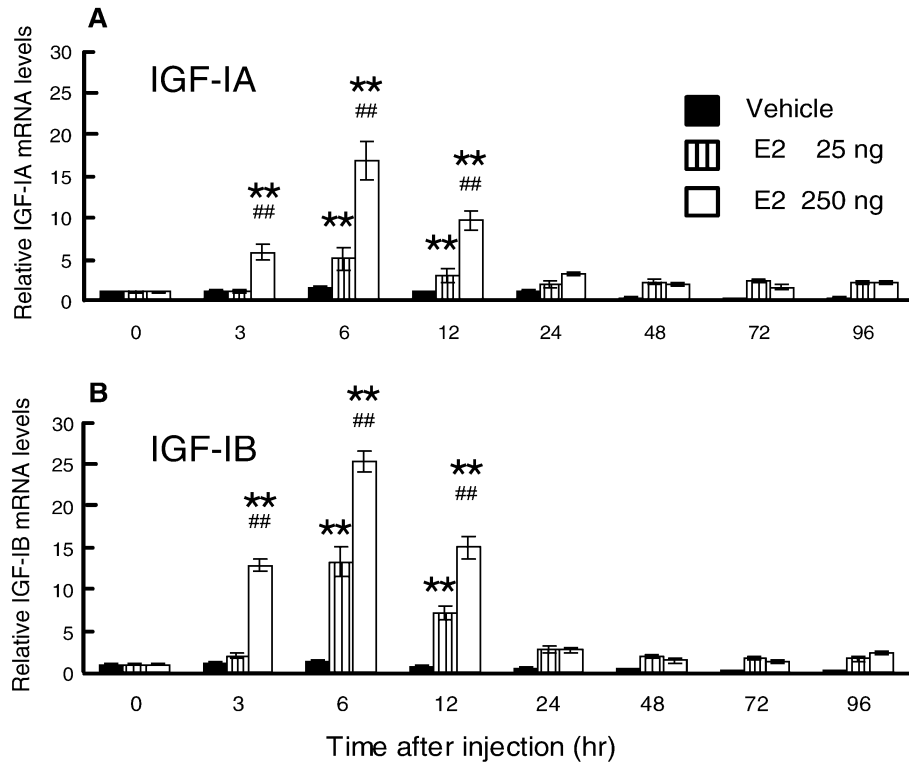 A
Relative IGF-IA mRNA levels
30
25
20
15
10
5
0
IGF-IA
**
##
**
**
##
**
**
##
Vehicle
E2 25 ng
E2 250 ng
0 3 6 12 24 48 72 96
B
Relative IGF-IB mRNA levels
30
25
20
15
10
5
0
IGF-IB
**
##
**
**
##
**
**
##
0 3 6 12 24 48 72 96
Time after injection (hr)